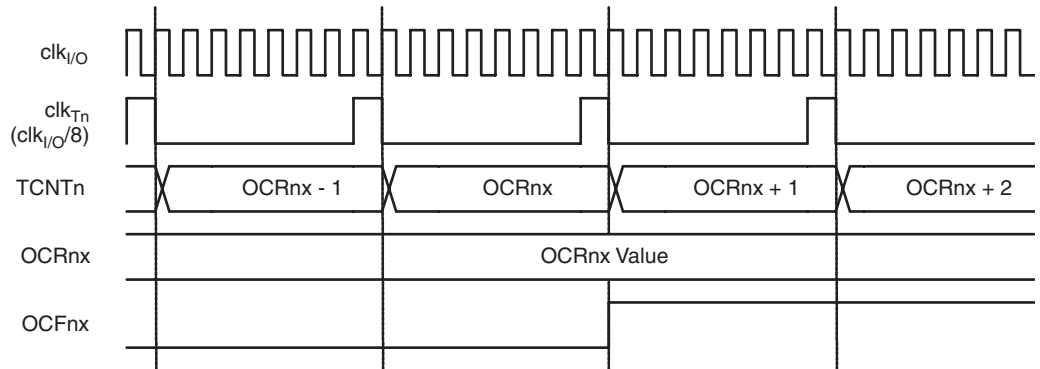 clkI/O
clkTn
(clkI/O/8)
TCNTn
OCRnx - 1
OCRnx
OCRnx + 1
OCRnx + 2
OCRnx
OCRnx Value
OCFnx